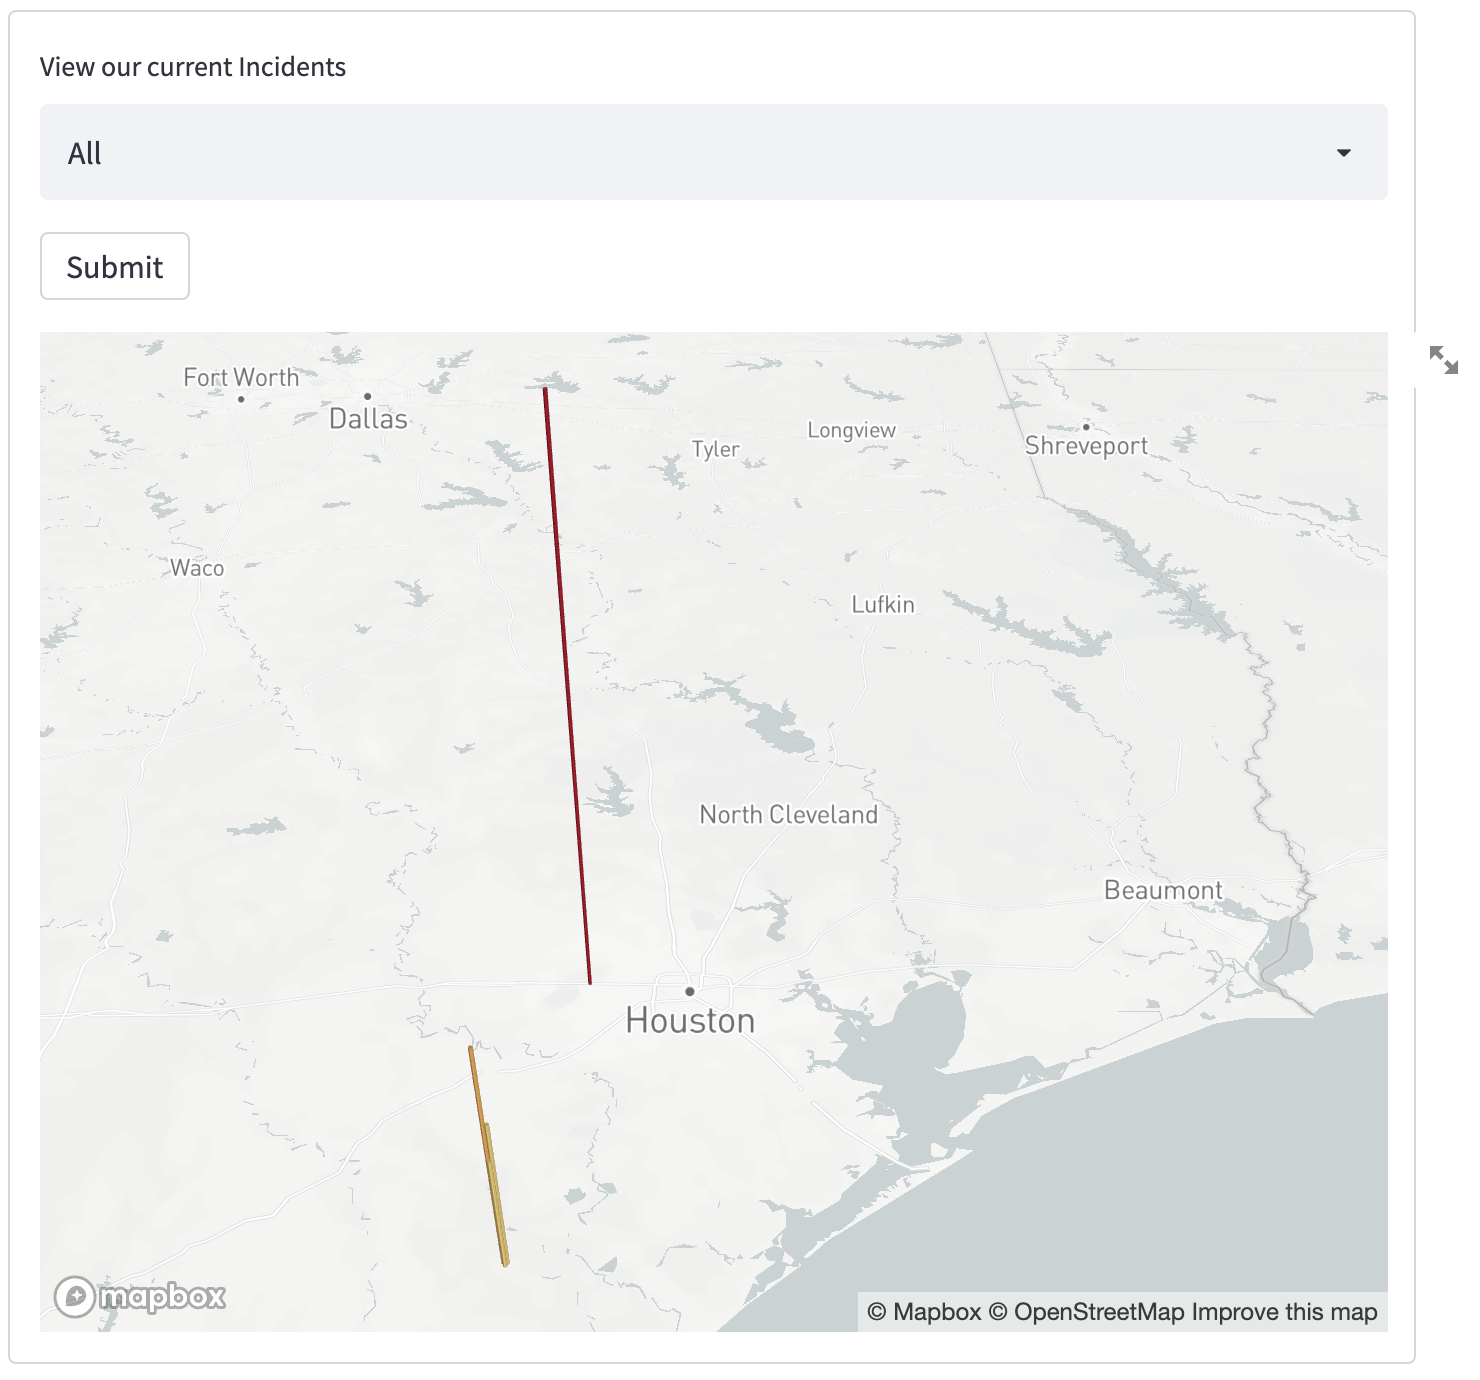 View our current Incidents
All
Submit
Fort Worth
Dallas
Longview
Tyler
Shreveport
Waco
Lufkin
North Cleveland
Beaumont
Houston
mapbox
© Mapbox © OpenStreetMap Improve this map